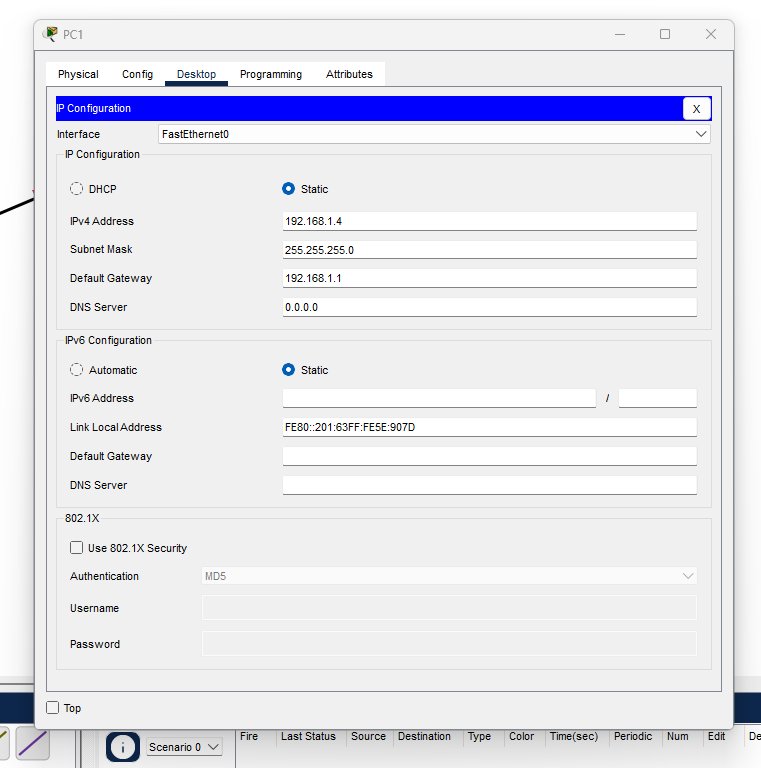 PC1
Physical Config Desktop Programming Attributes
IP Configuration X
Interface FastEthernet0
IP Configuration
DHCP Static
IPv4 Address 192.168.1.4
Subnet Mask 255.255.255.0
Default Gateway 192.168.1.1
DNS Server 0.0.0.0
IPv6 Configuration
Automatic Static
IPv6 Address /
Link Local Address FE80::201:63FF:FE5E:907D
Default Gateway
DNS Server
802.1X
Use 802.1X Security
Authentication MD5
Username
Password
Top
Fire Last Status Source Destination Type Color Time(sec) Periodic Num Edit De
i Scenario 0